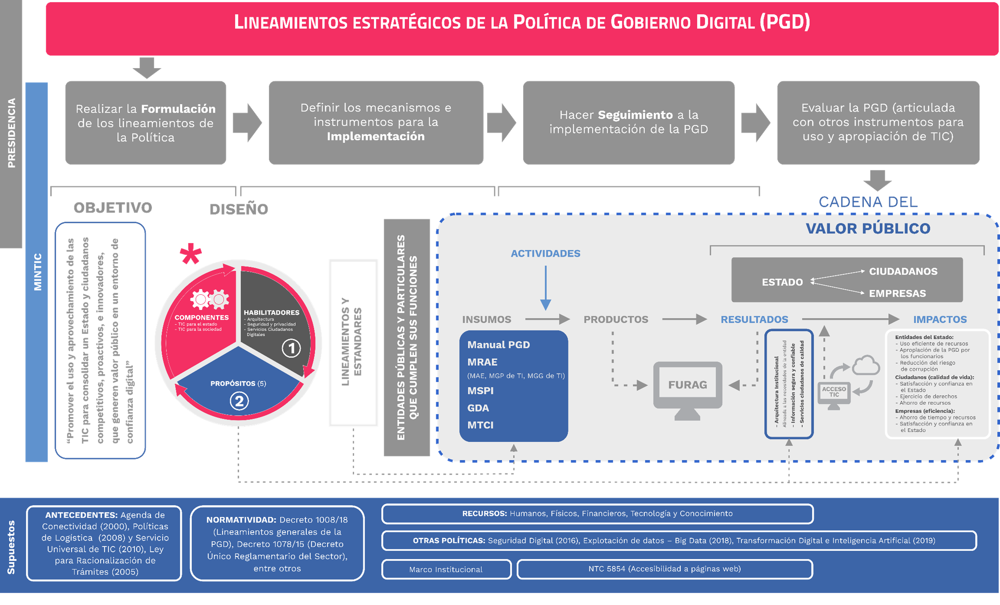 LINEAMIENTOS ESTRATÉGICOS DE LA POLÍTICA DE GOBIERNO DIGITAL (PGD)
PRESIDENCIA
MINTIC
Realizar la Formulación
de los lineamientos de
la Política
Definir los mecanismos e
instrumentos para la
Implementación
Hacer Seguimiento a la
implementación de la PGD
Evaluar la PGD (articulada
con otros instrumentos para
uso y apropiación de TIC)
OBJETIVO
“Promover el uso y aprovechamiento de las
TIC para consolidar un Estado y ciudadanos
competitivos, proactivos, e innovadores,
que generen valor público en un entorno de
confianza digital”
DISEÑO
*
COMPONENTES
- TIC para el estado
- TIC para la sociedad
HABILITADORES
- Arquitectura
- Seguridad y privacidad
- Servicios Ciudadanos
Digitales
1
PROPÓSITOS (5)
2
LINEAMIENTOS Y
ESTANDARES
ENTIDADES PÚBLICAS Y PARTICULARES
QUE CUMPLEN SUS FUNCIONES
CADENA DEL
VALOR PÚBLICO
ACTIVIDADES
ESTADO
CIUDADANOS
EMPRESAS
INSUMOS
PRODUCTOS
RESULTADOS
IMPACTOS
Manual PGD
MRAE
(MAE, MGP de TI, MGG de TI)
MSPI
GDA
MTCI
FURAG
- Arquitectura Institucional
Alineada a las necesidades de la entidad
- Información segura y confiable
- Servicios ciudadanos de calidad
ACCESO
TIC
Entidades del Estado:
- Uso eficiente de recursos
- Apropiación de la PGD por
los funcionarios
- Reducción del riesgo
de corrupción
Ciudadanos (calidad de vida):
- Satisfacción y confianza en
el Estado
- Ejercicio de derechos
- Ahorro de recursos
Empresas (eficiencia):
- Ahorro de tiempo y recursos
- Satisfacción y confianza en
el Estado
Supuestos
ANTECEDENTES: Agenda de
Conectividad (2000), Políticas
de Logística (2008) y Servicio
Universal de TIC (2010), Ley
para Racionalización de
Trámites (2005)
NORMATIVIDAD: Decreto 1008/18
(Lineamientos generales de la
PGD), Decreto 1078/15 (Decreto
Único Reglamentario del Sector),
entre otros
RECURSOS: Humanos, Físicos, Financieros, Tecnología y Conocimiento
OTRAS POLÍTICAS: Seguridad Digital (2016), Explotación de datos – Big Data (2018), Transformación Digital e Inteligencia Artificial (2019)
Marco Institucional
NTC 5854 (Accesibilidad a páginas web)